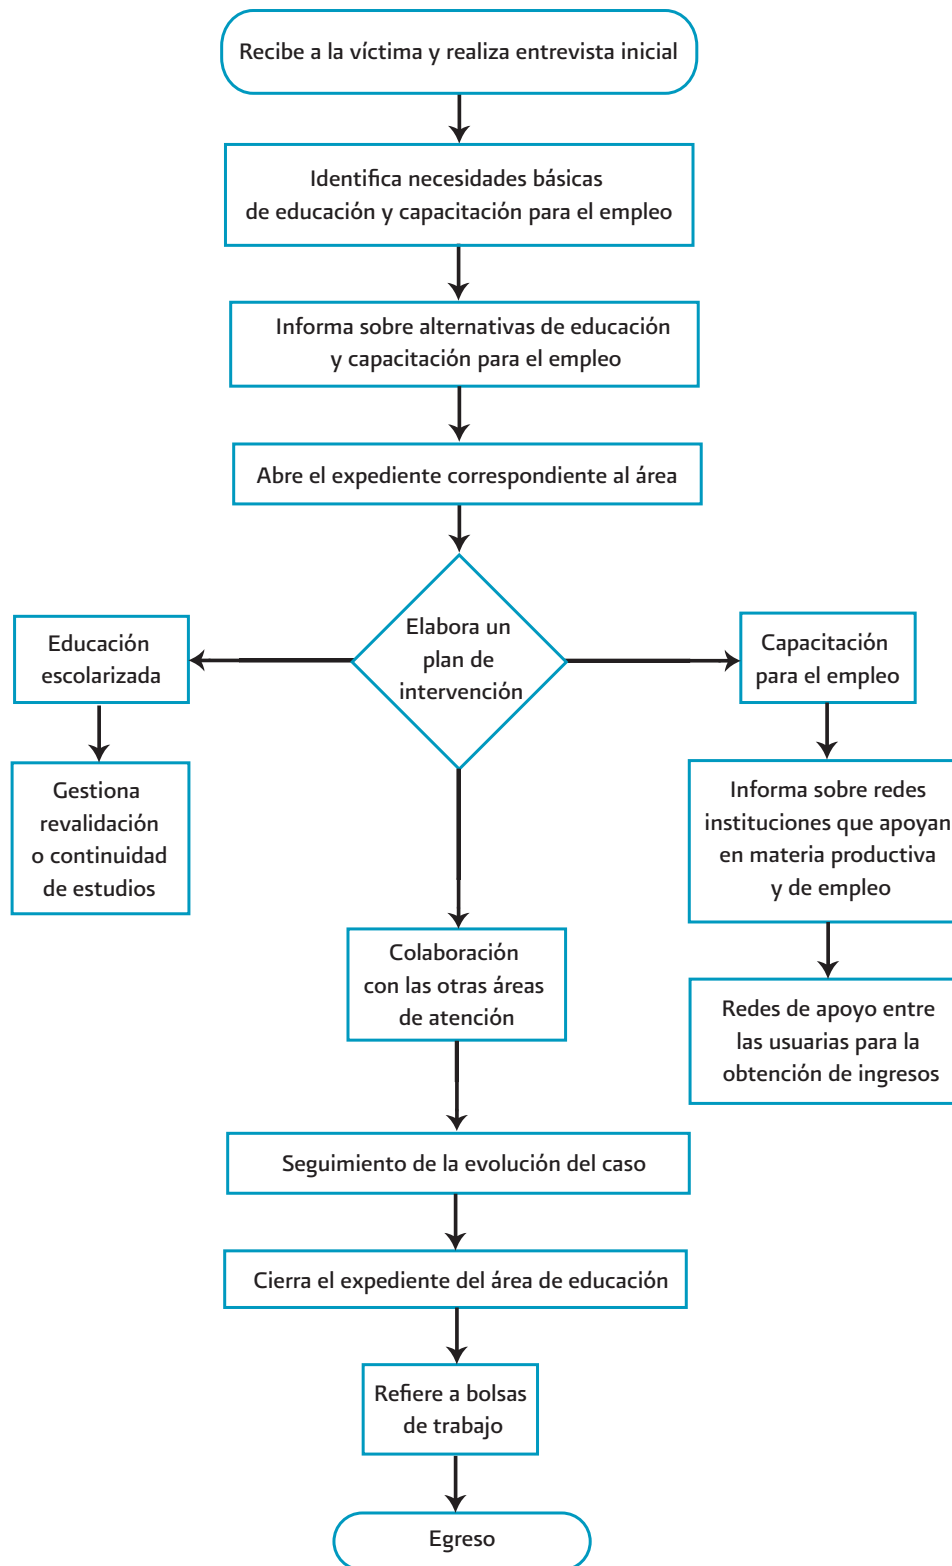 Recibe a la víctima y realiza entrevista inicial
Identifica necesidades básicas
de educación y capacitación para el empleo
Informa sobre alternativas de educación
y capacitación para el empleo
Abre el expediente correspondiente al área
Elabora un
plan de
intervención
Educación
escolarizada
Gestiona
revalidación
o continuidad
de estudios
Capacitación
para el empleo
Informa sobre redes
instituciones que apoyan
en materia productiva
y de empleo
Redes de apoyo entre
las usuarias para la
obtención de ingresos
Colaboración
con las otras áreas
de atención
Seguimiento de la evolución del caso
Cierra el expediente del área de educación
Refiere a bolsas
de trabajo
Egreso